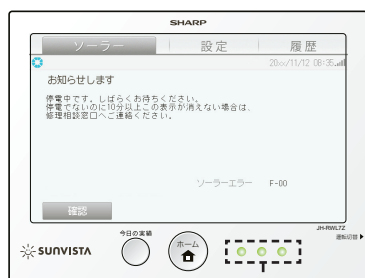 SHARP
ソーラー 設定 履歴
20○○/11/12 08:35
お知らせします
停電中です。しばらくお待ちください。
停電でないのに10分以上この表示が消えない場合は、
修理相談窓口へご連絡ください。
ソーラーエラー F-00
確認
JH-RWL7Z
今日の実績
運転切替
SUNVISTA
ホーム